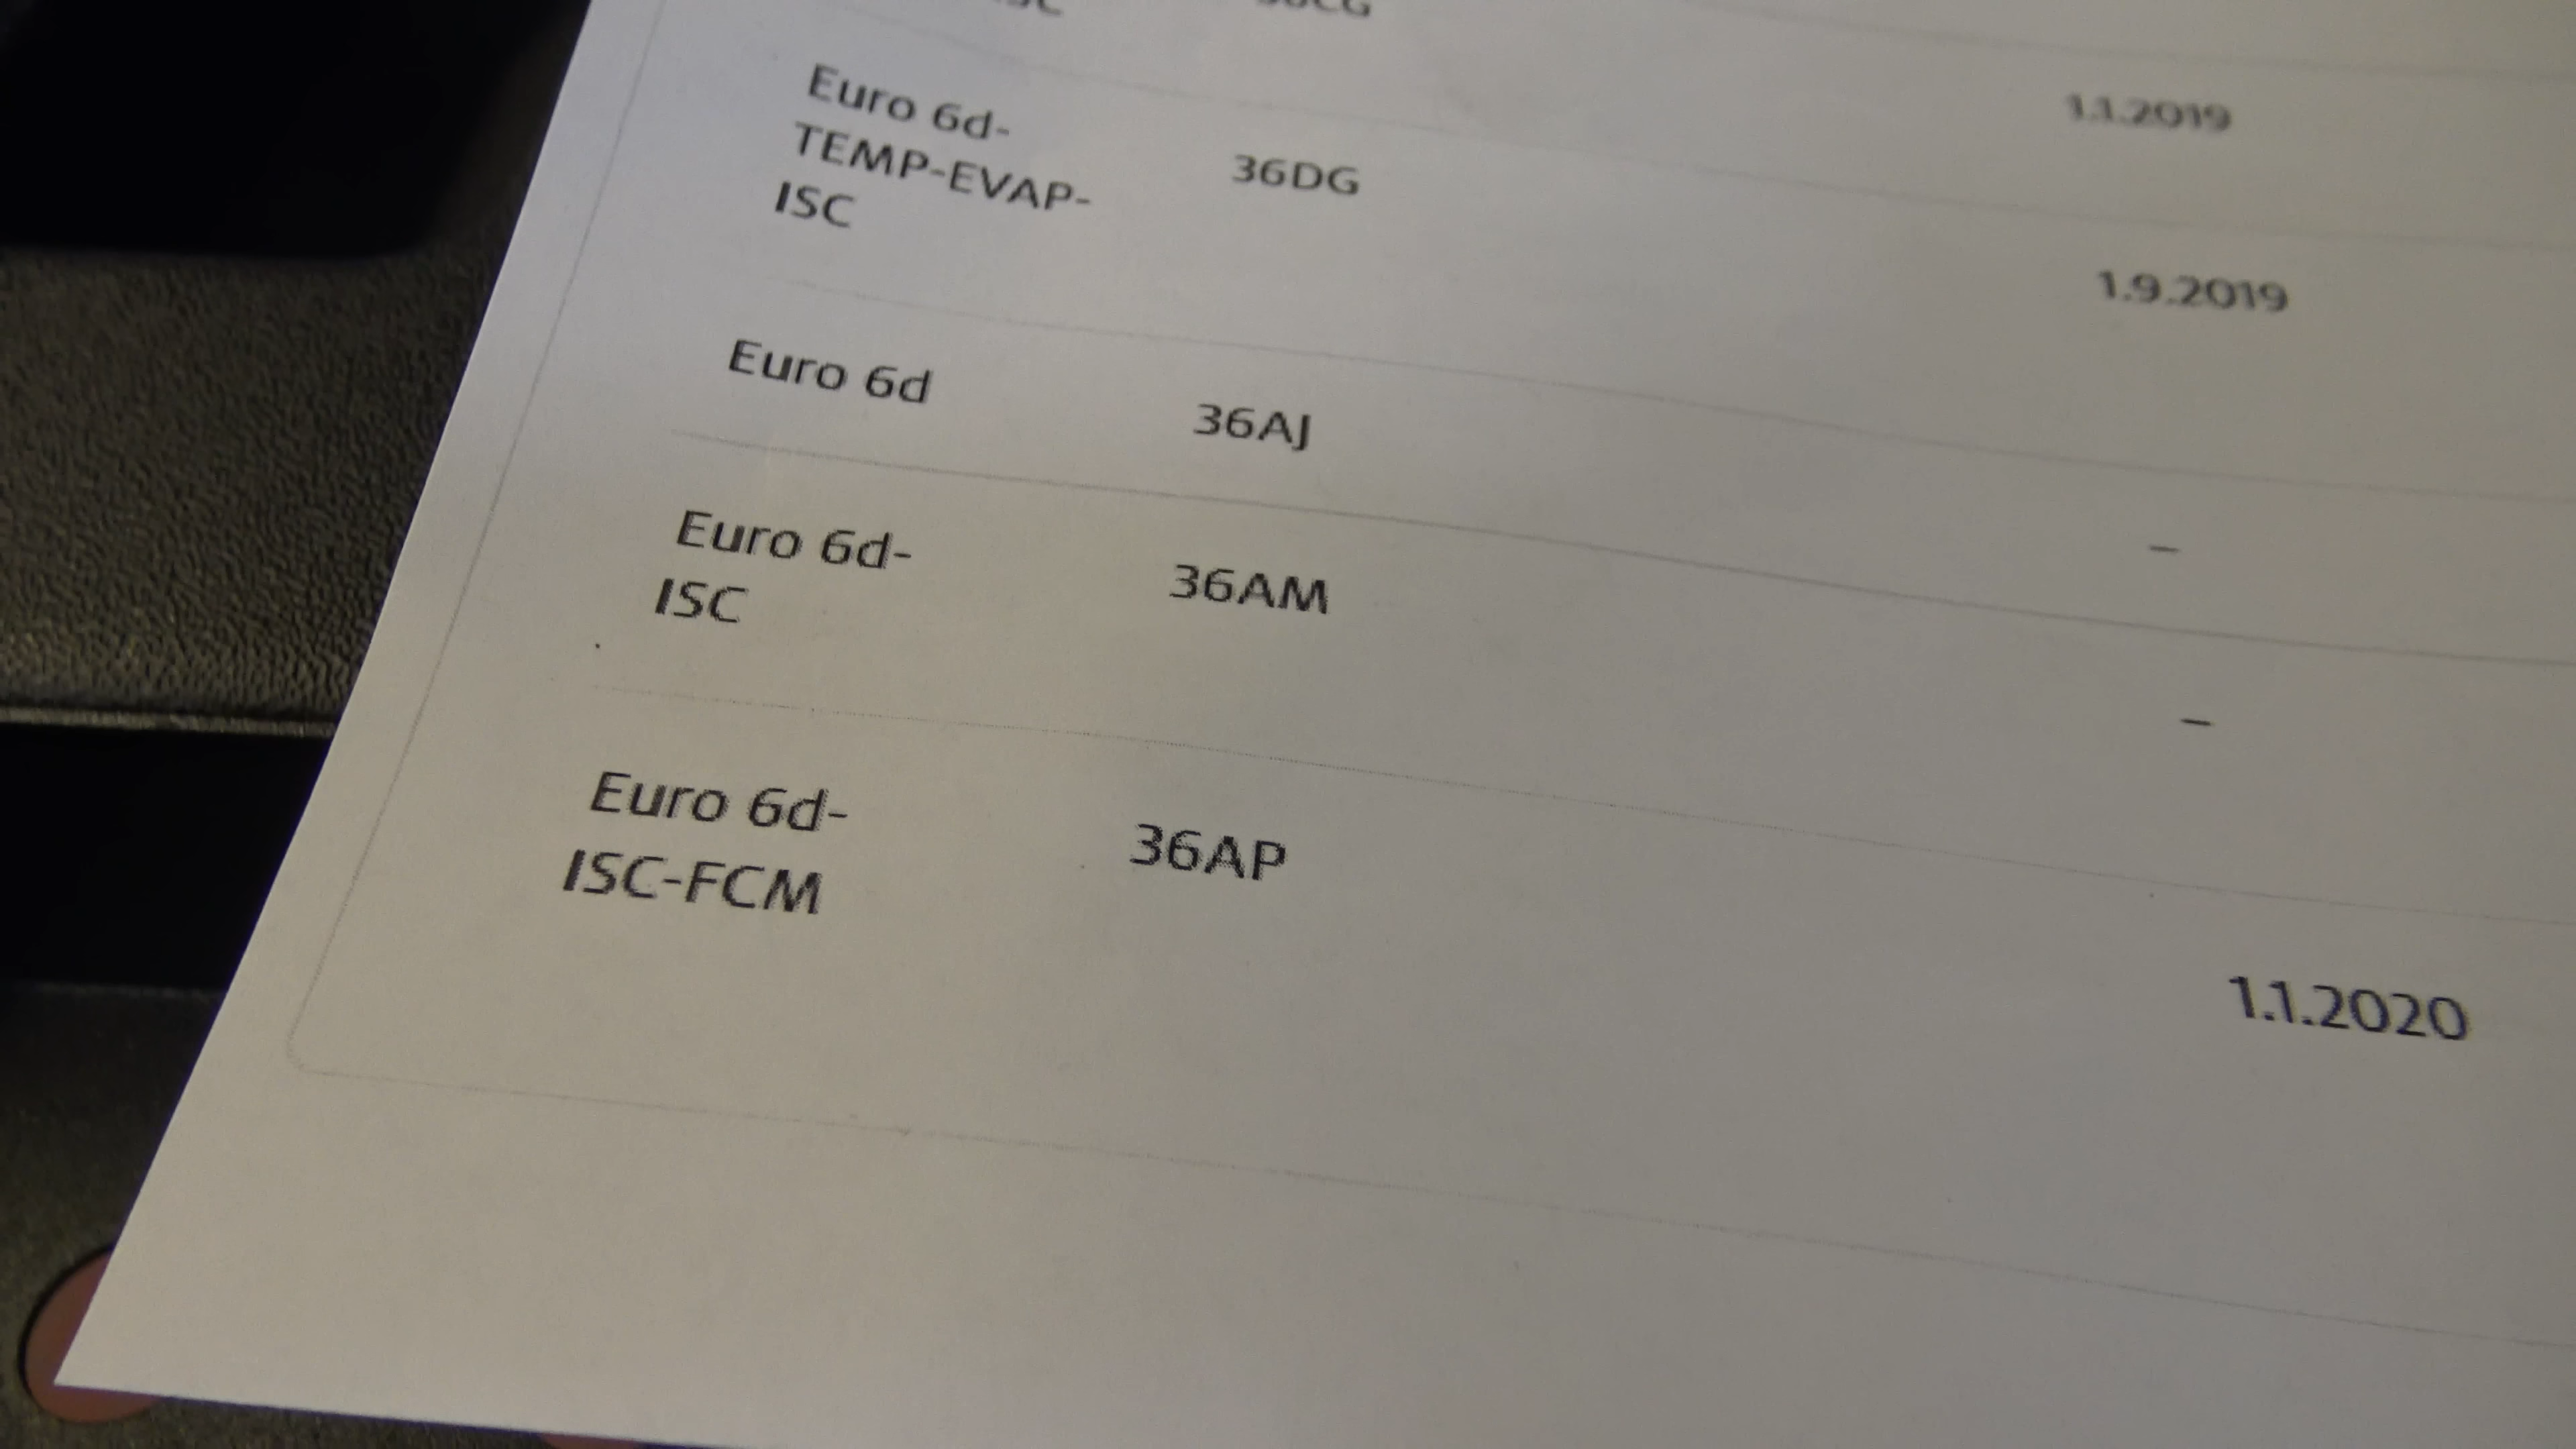 1.1.2019
Euro 6d-
TEMP-EVAP-
ISC
36DG
1.9.2019
Euro 6d
36AJ
–
Euro 6d-
ISC
36AM
–
Euro 6d-
ISC-FCM
36AP
1.1.2020